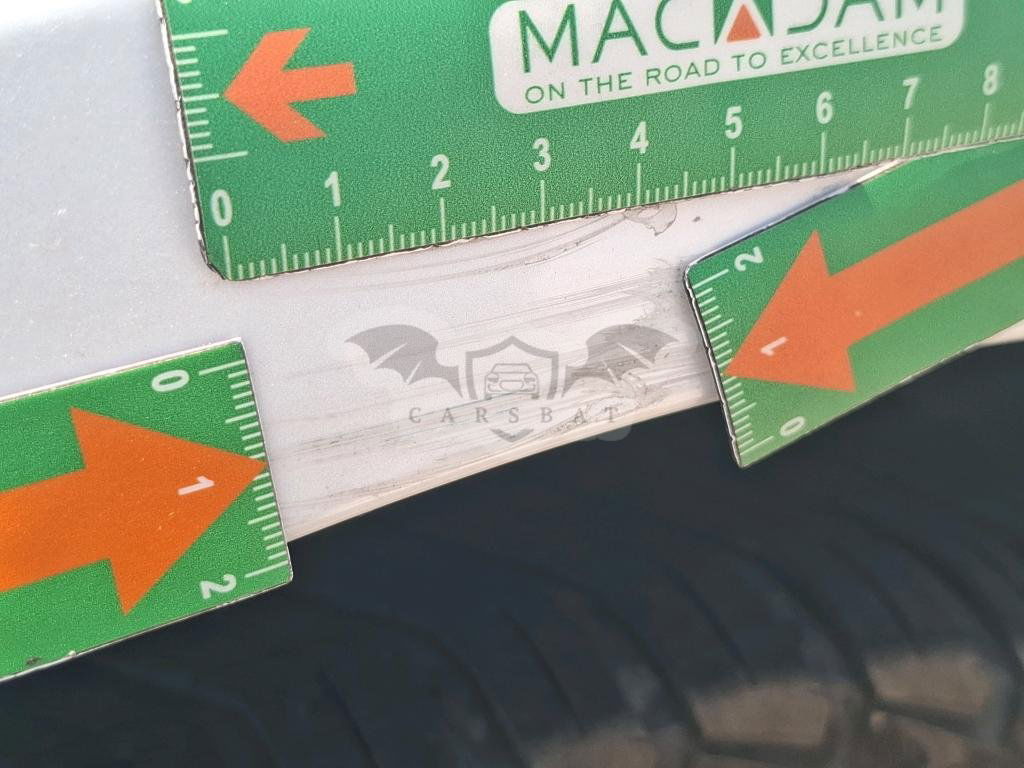 MACADAM
ON THE ROAD TO EXCELLENCE
0 1 2 3 4 5 6 7 8
2
1
0
0
1
2
CARSBAT